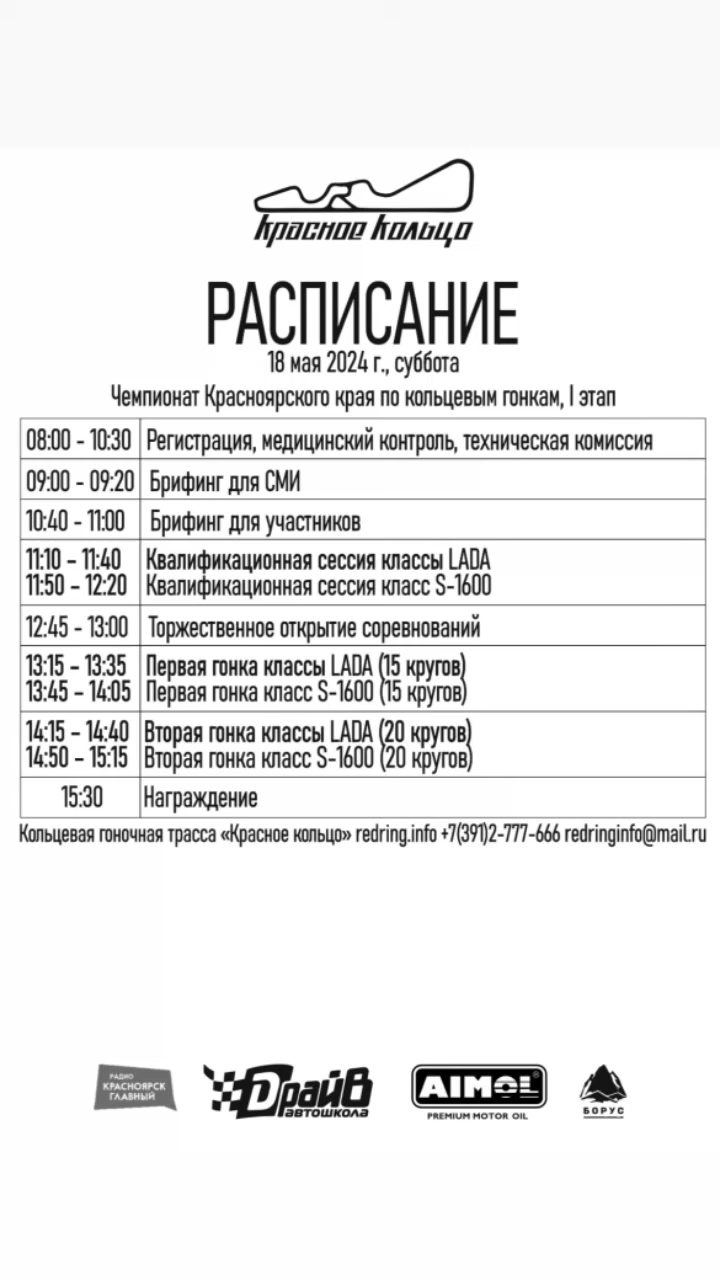 Красное Кольцо
РАСПИСАНИЕ
18 мая 2024 г., суббота
Чемпионат Красноярского края по кольцевым гонкам, I этап
08:00 - 10:30 Регистрация, медицинский контроль, техническая комиссия
09:00 - 09:20 Брифинг для СМИ
10:40 - 11:00 Брифинг для участников
11:10 – 11:40 Квалификационная сессия классы LADA
11:50 – 12:20 Квалификационная сессия класс S-1600
12:45 - 13:00 Торжественное открытие соревнований
13:15 – 13:35 Первая гонка классы LADA (15 кругов)
13:45 – 14:05 Первая гонка класс S-1600 (15 кругов)
14:15 – 14:40 Вторая гонка классы LADA (20 кругов)
14:50 – 15:15 Вторая гонка класс S-1600 (20 кругов)
15:30 Награждение
Кольцевая гоночная трасса «Красное кольцо» redring.info +7(391)2-777-666 redringinfo@mail.ru
РАДИО
КРАСНОЯРСК
ГЛАВНЫЙ
Драйв
автошкола
AIMOL®
PREMIUM MOTOR OIL
БОРУС